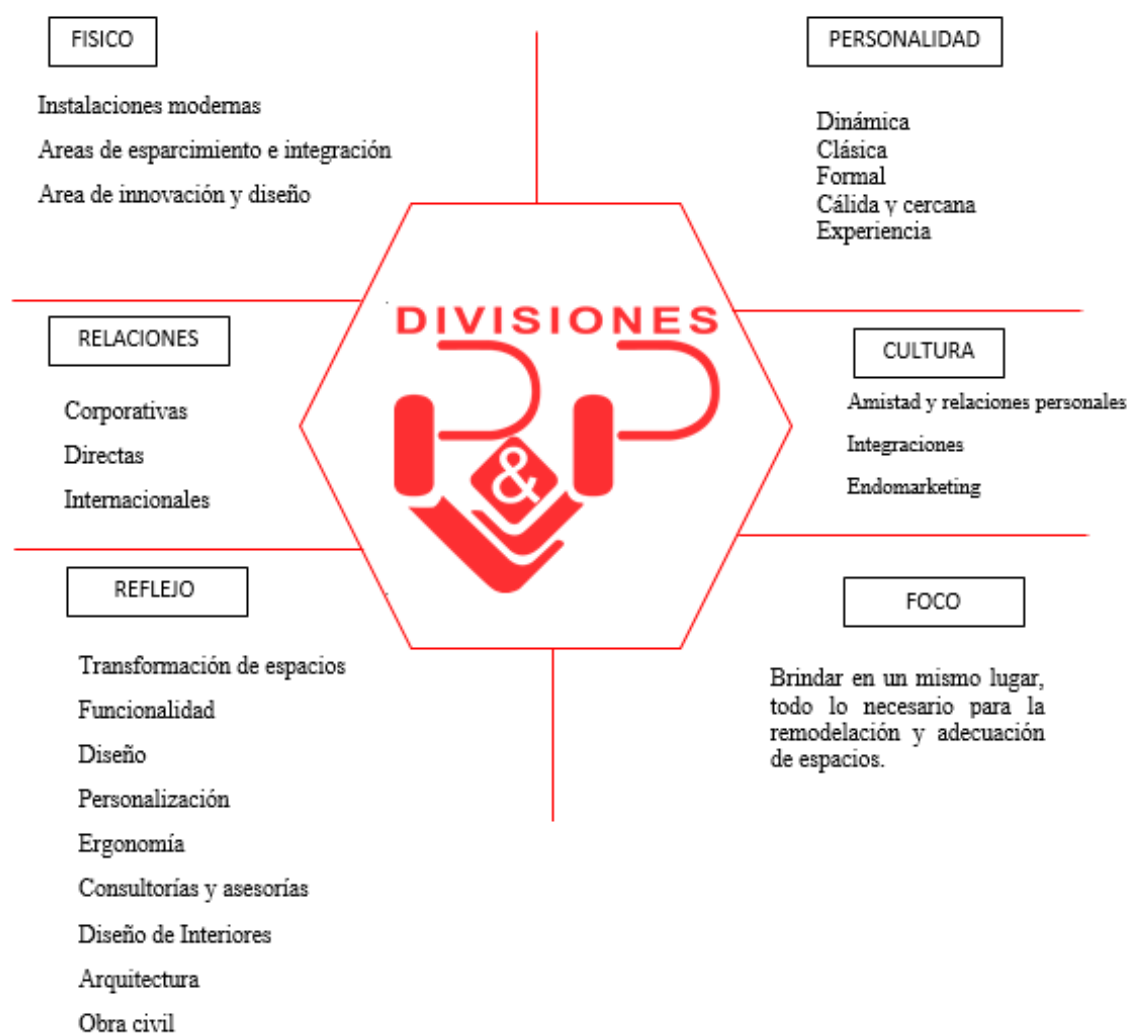 FISICO
Instalaciones modernas
Areas de esparcimiento e integración
Area de innovación y diseño
PERSONALIDAD
Dinámica
Clásica
Formal
Cálida y cercana
Experiencia
DIVISIONES
P&P
RELACIONES
Corporativas
Directas
Internacionales
CULTURA
Amistad y relaciones personales
Integraciones
Endomarketing
REFLEJO
Transformación de espacios
Funcionalidad
Diseño
Personalización
Ergonomía
Consultorías y asesorías
Diseño de Interiores
Arquitectura
Obra civil
FOCO
Brindar en un mismo lugar,
todo lo necesario para la
remodelación y adecuación
de espacios.